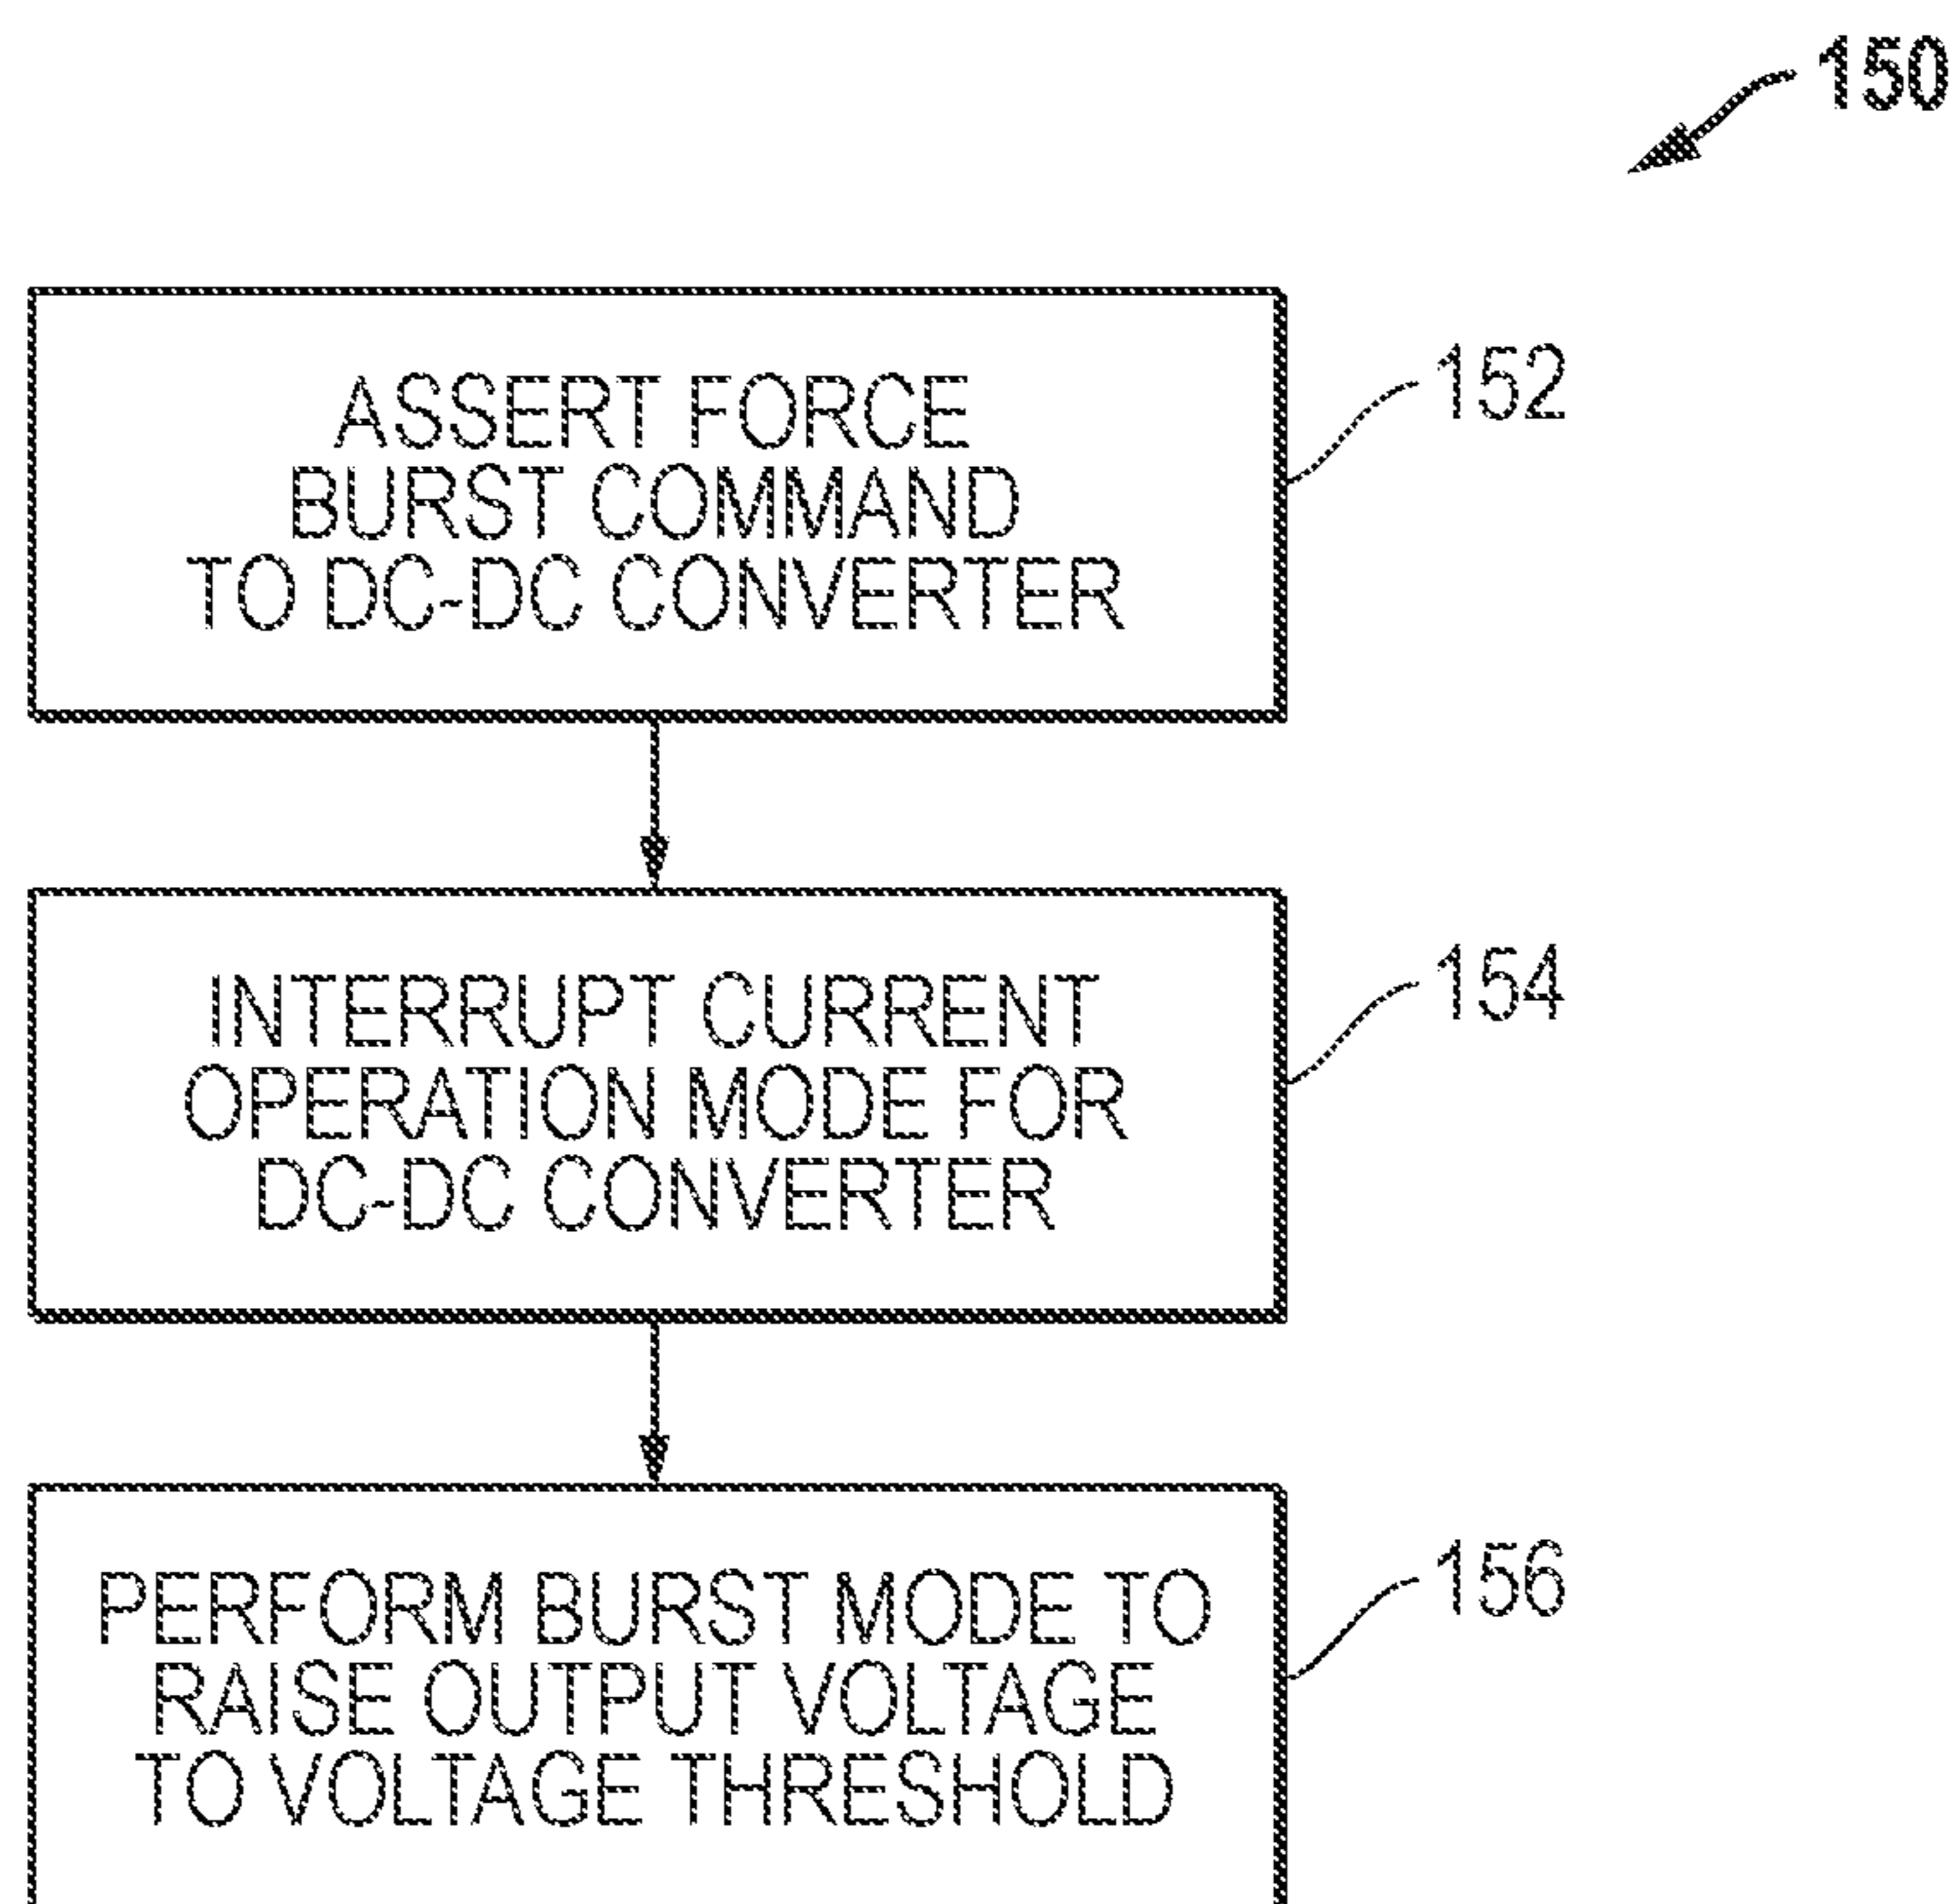 150
ASSERT FORCE
BURST COMMAND
TO DC-DC CONVERTER
152
INTERRUPT CURRENT
OPERATION MODE FOR
DC-DC CONVERTER
154
PERFORM BURST MODE TO
RAISE OUTPUT VOLTAGE
TO VOLTAGE THRESHOLD
156